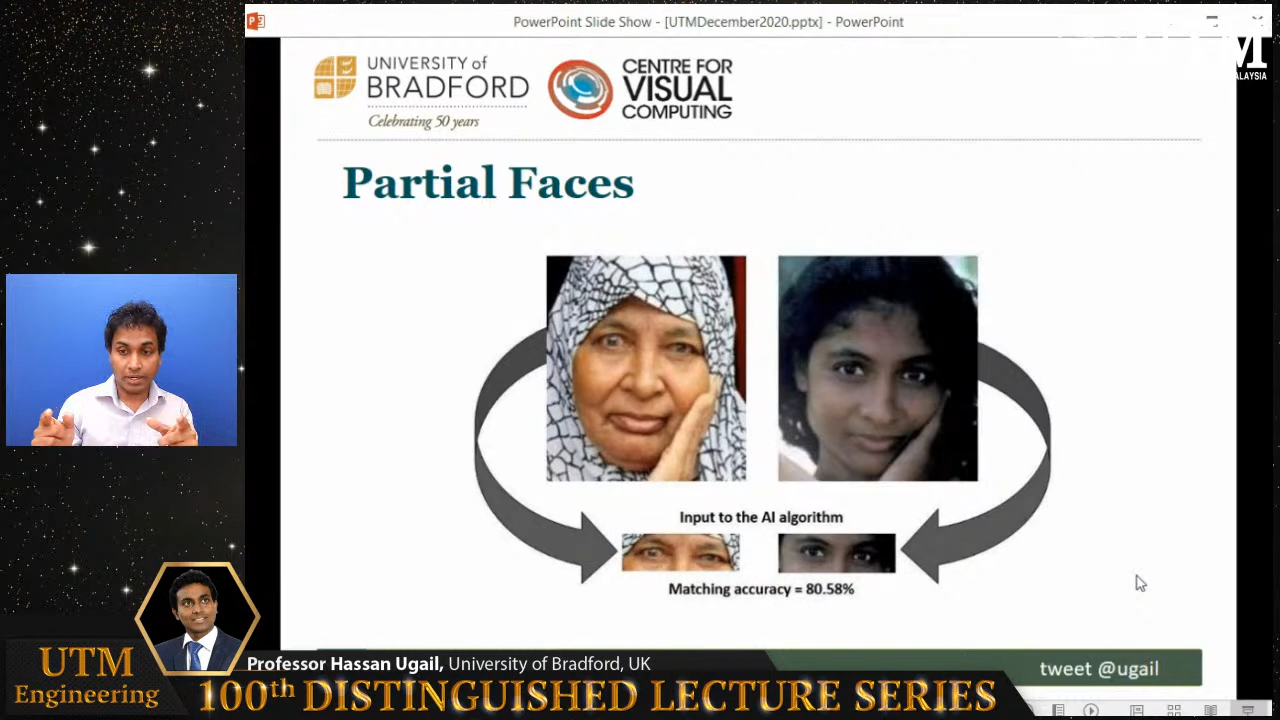 PowerPoint Slide Show - [UTMDecember2020.pptx] - PowerPoint
UNIVERSITY of
BRADFORD
Celebrating 50 years
CENTRE FOR
VISUAL
COMPUTING
ALAYSIA
Partial Faces
Input to the AI algorithm
Matching accuracy = 80.58%
tweet @ugail
UTM
Engineering
Professor Hassan Ugail, University of Bradford, UK
100th DISTINGUISHED LECTURE SERIES